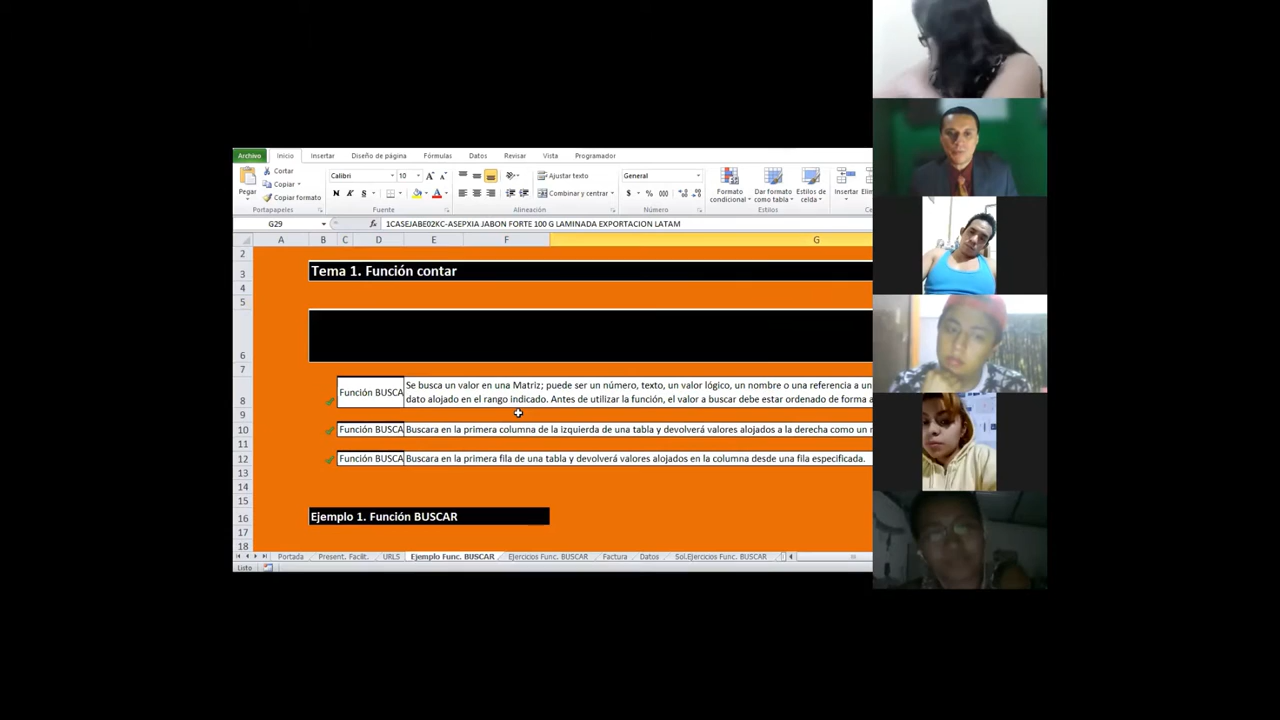 Archivo Inicio Insertar Diseño de página Fórmulas Datos Revisar Vista Programador
Cortar
Copiar
Copiar formato
Pegar
Calibri 10
N K S
Ajustar texto
Combinar y centrar
General
$ % 000
Formato condicional
Dar formato como tabla
Estilos de celda
Insertar
Portapapeles Fuente Alineación Número Estilos
G29 fx 1CASEJABE02KC-ASEPXIA JABON FORTE 100 G LAMINADA EXPORTACION LATAM
A B C D E F G
2
3 Tema 1. Función contar
4
5
6
7
8 Función BUSCA Se busca un valor en una Matriz; puede ser un número, texto, un valor lógico, un nombre o una referencia a un
dato alojado en el rango indicado. Antes de utilizar la función, el valor a buscar debe estar ordenado de forma a
9
10 Función BUSCA Buscara en la primera columna de la izquierda de una tabla y devolverá valores alojados a la derecha como un
11
12 Función BUSCA Buscara en la primera fila de una tabla y devolverá valores alojados en la columna desde una fila especificada.
13
14
15
16 Ejemplo 1. Función BUSCAR
17
18
Portada Present. Facilit. URLS Ejemplo Func. BUSCAR Ejercicios Func. BUSCAR Factura Datos Sol.Ejercicios Func. BUSCAR
Listo